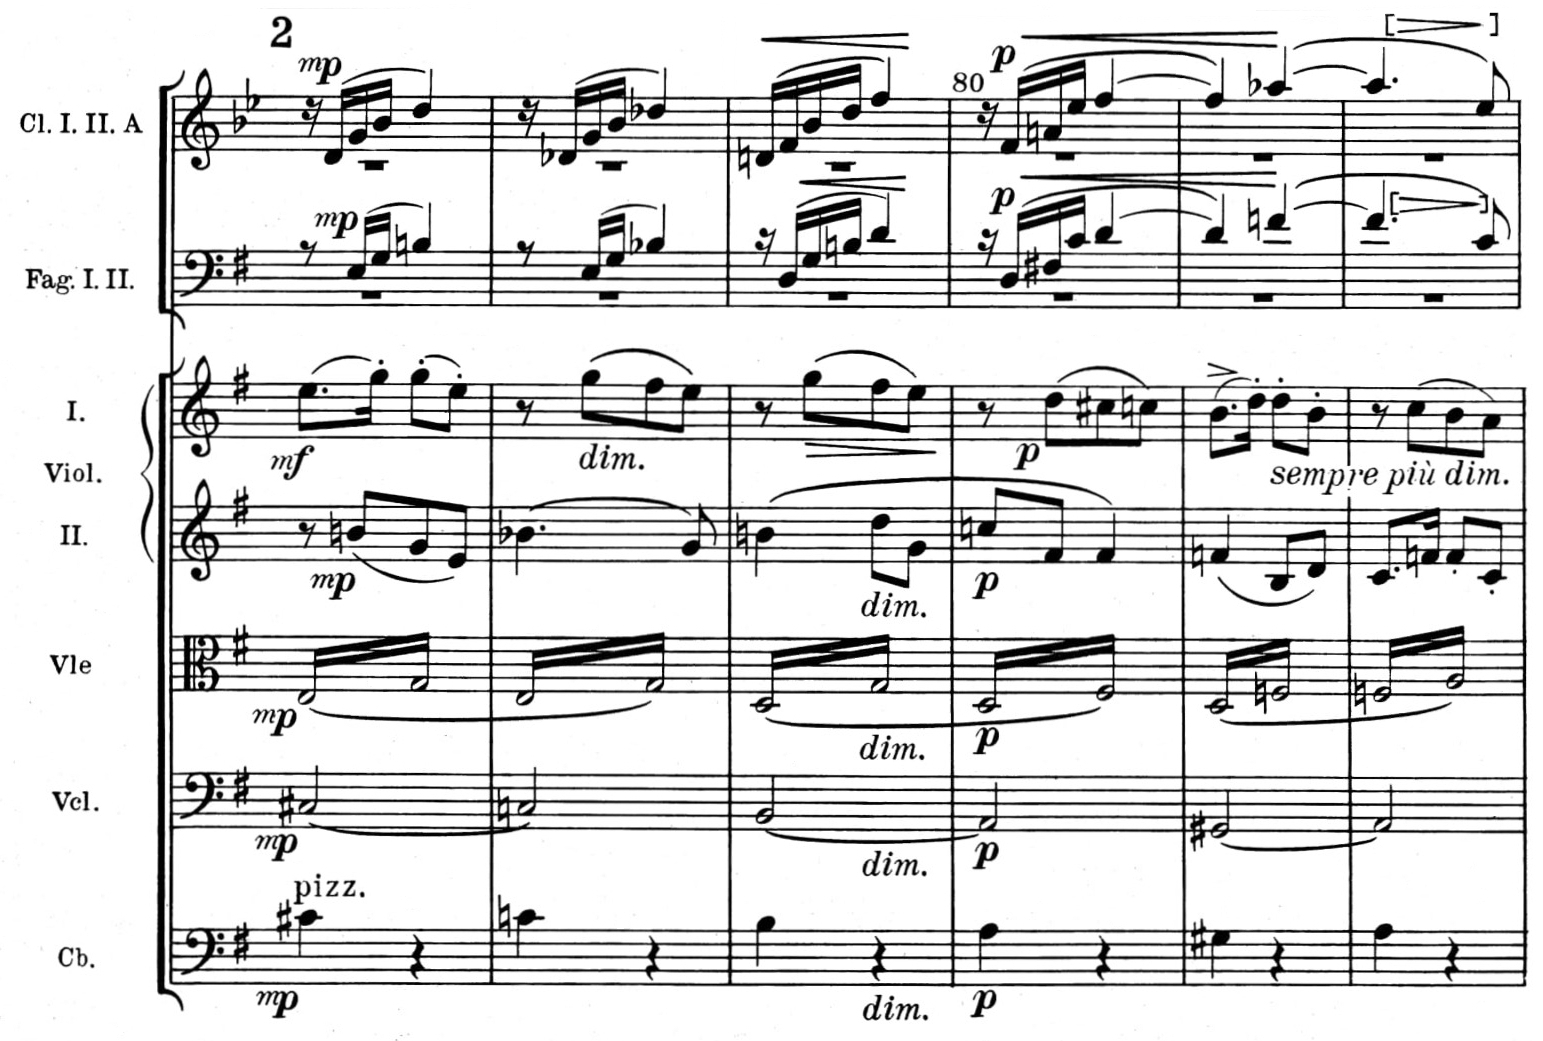 2
mp
Cl. I. II. A
80
p
mp
p
Fag. I. II.
I.
mf
dim.
p
sempre più dim.
Viol.
II.
mp
dim.
p
Vle
mp
dim.
p
Vcl.
mp
dim.
p
pizz.
Cb.
mp
dim.
p